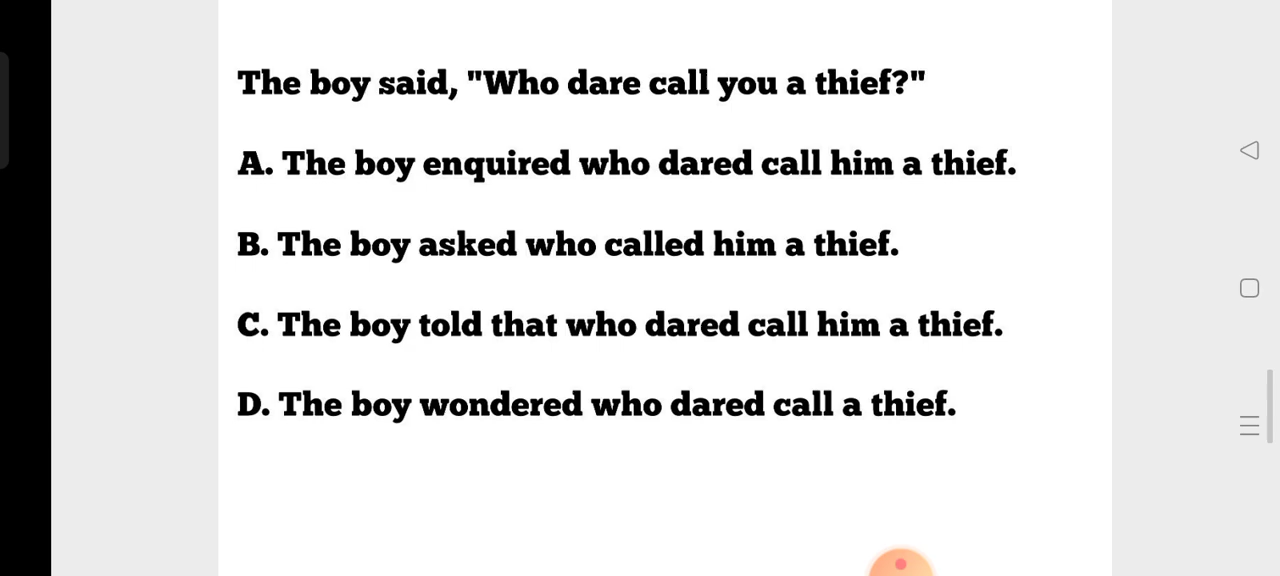 The boy said, "Who dare call you a thief?"
A. The boy enquired who dared call him a thief.
B. The boy asked who called him a thief.
C. The boy told that who dared call him a thief.
D. The boy wondered who dared call a thief.